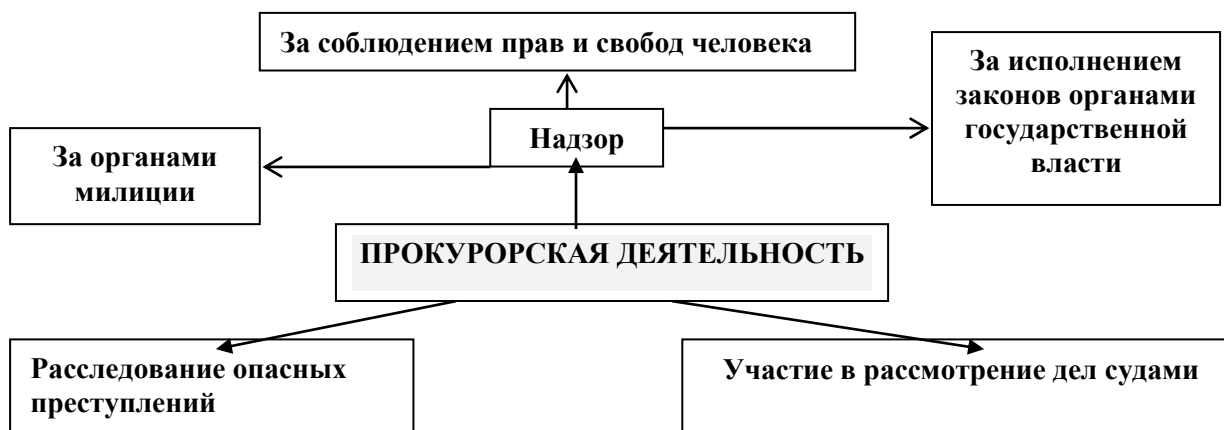 За соблюдением прав и свобод человека
За исполнением
законов органами
государственной
власти
Надзор
За органами
милиции
ПРОКУРОРСКАЯ ДЕЯТЕЛЬНОСТЬ
Расследование опасных
преступлений
Участие в рассмотрение дел судами